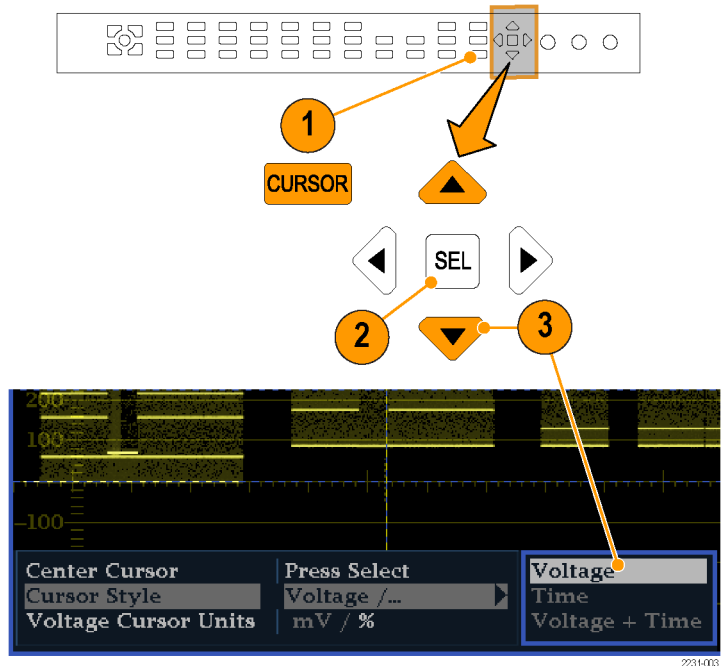 1
CURSOR
SEL
2
3
200
100
-100
Center Cursor
Press Select
Voltage
Cursor Style
Voltage /...
Time
Voltage Cursor Units
mV / %
Voltage + Time
2231-003